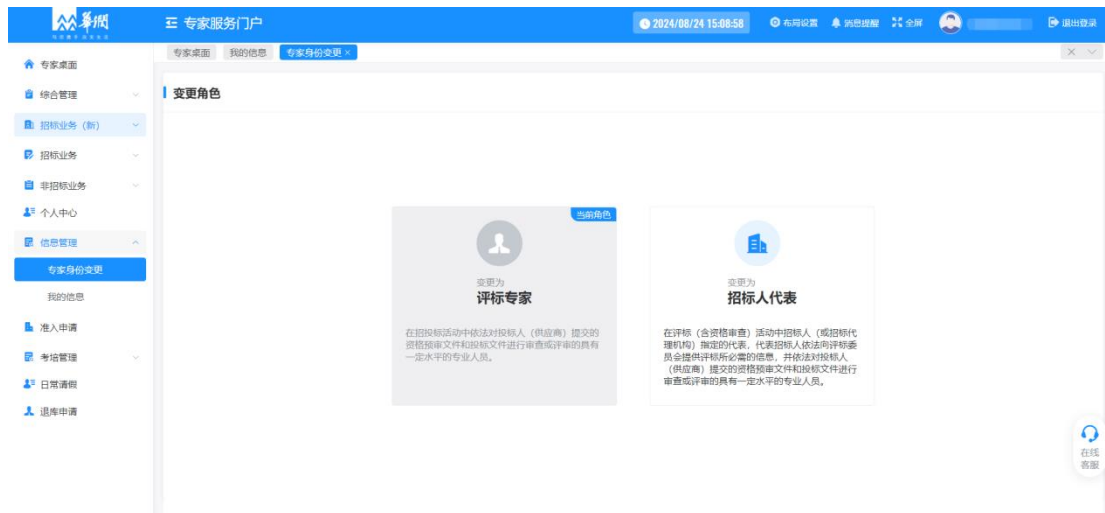 华润
专家服务门户
2024/08/24 15:08:58
布局设置
消息提醒
全屏
退出登录
专家桌面
我的信息
专家身份变更 ×
专家桌面
综合管理
招标业务（新）
招标业务
非招标业务
个人中心
信息管理
专家身份变更
我的信息
准入申请
考培管理
日常请假
退库申请
变更角色
当前角色
变更为
评标专家
在招投标活动中依法对投标人（供应商）提交的
资格预审文件和投标文件进行审查或评审的具有
一定水平的专业人员。
变更为
招标人代表
在评标（含资格审查）活动中招标人（或招标代
理机构）指定的代表，代表招标人依法向评标委
员会提供评标所必需的信息，并依法对投标人
（供应商）提交的资格预审文件和投标文件进行
审查或评审的具有一定水平的专业人员。
在线
客服